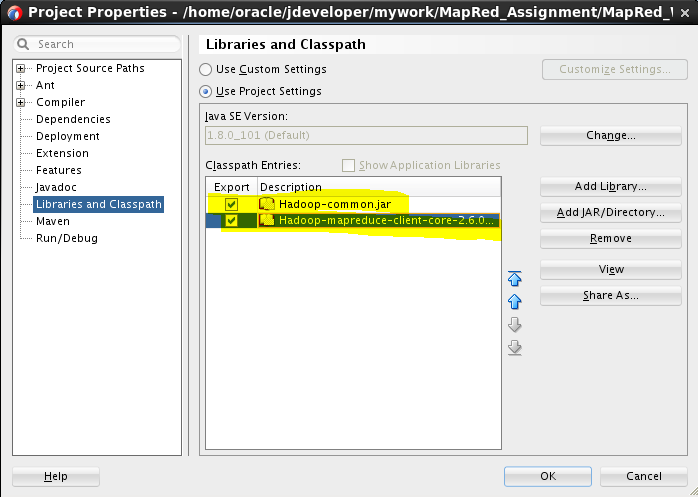 Project Properties - /home/oracle/jdeveloper/mywork/MapRed_Assignment/MapRed_
Search
Libraries and Classpath
Project Source Paths
Ant
Compiler
Dependencies
Deployment
Extension
Features
Javadoc
Libraries and Classpath
Maven
Run/Debug
Use Custom Settings
Customize Settings...
Use Project Settings
Java SE Version:
1.8.0_101 (Default)
Change...
Classpath Entries:
Show Application Libraries
Export Description
Hadoop-common.jar
Hadoop-mapreduce-client-core-2.6.0...
Add Library...
Add JAR/Directory...
Remove
View
Share As...
Help
OK
Cancel